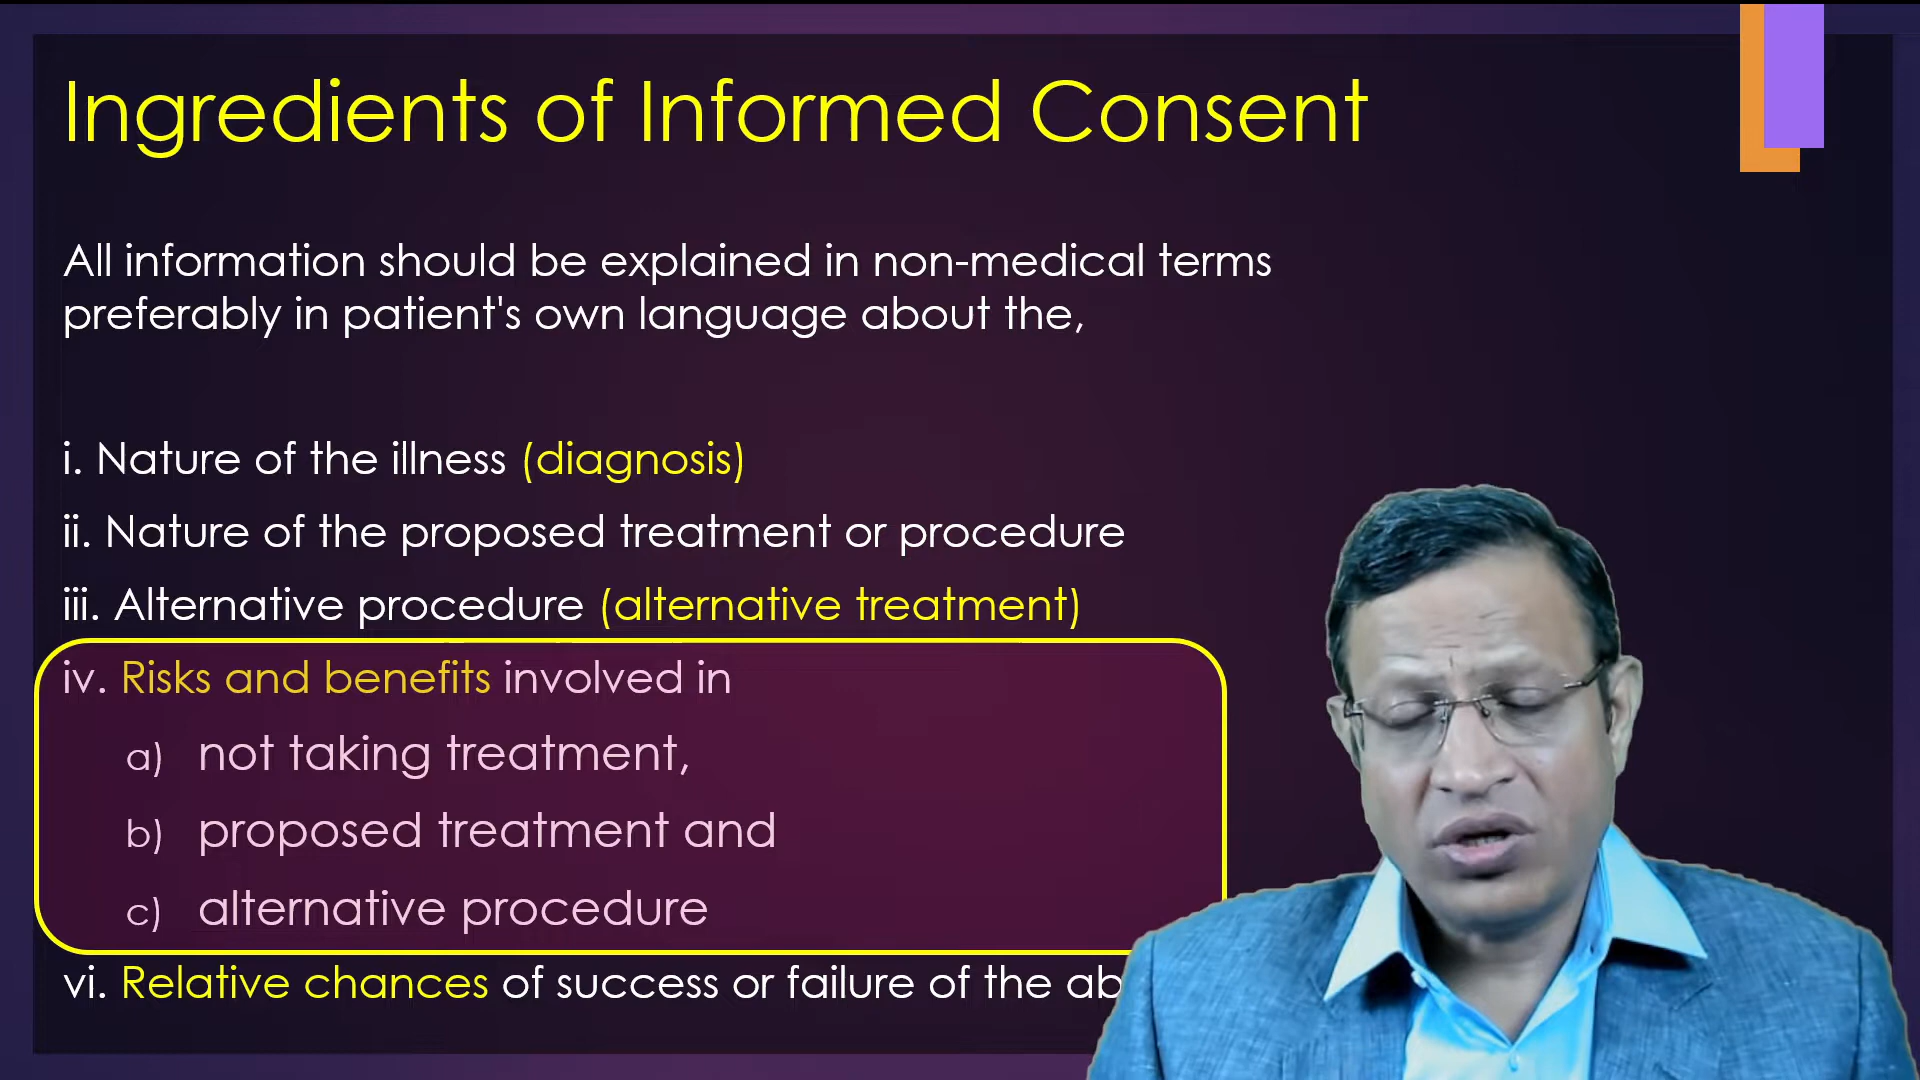 Ingredients of Informed Consent
All information should be explained in non-medical terms
preferably in patient's own language about the,
i. Nature of the illness (diagnosis)
ii. Nature of the proposed treatment or procedure
iii. Alternative procedure (alternative treatment)
iv. Risks and benefits involved in
a) not taking treatment,
b) proposed treatment and
c) alternative procedure
vi. Relative chances of success or failure of the